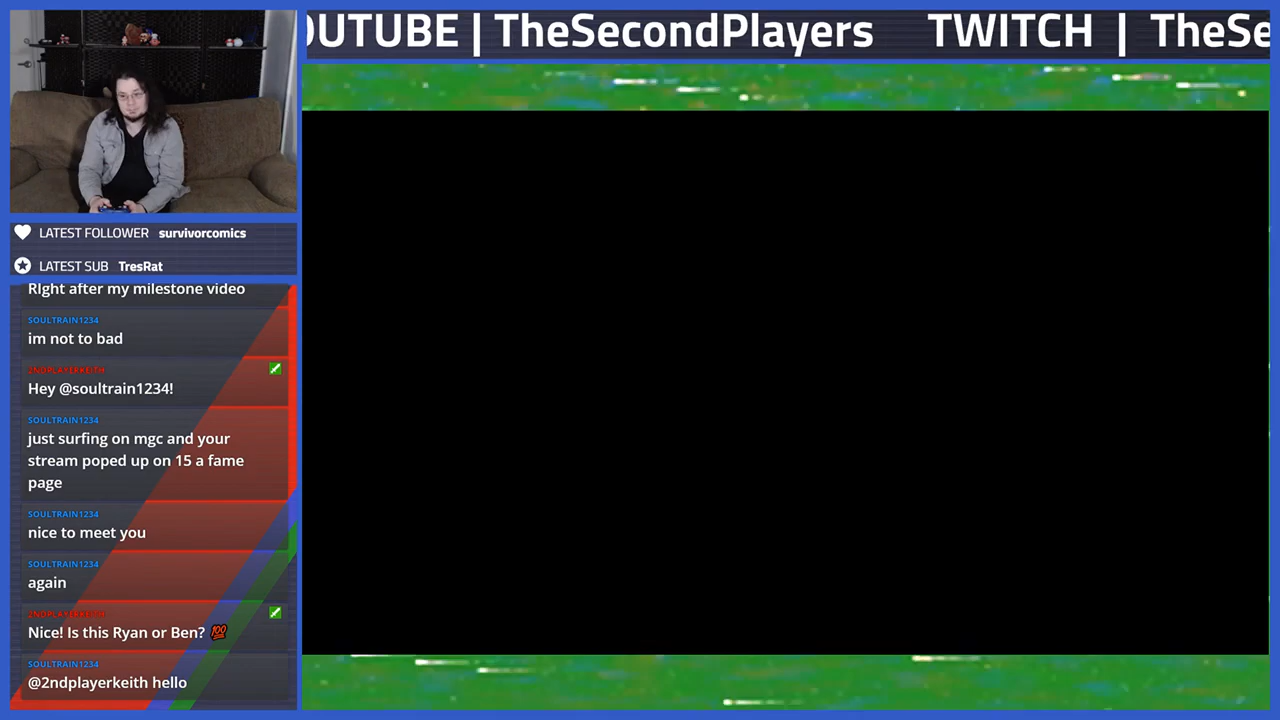 OUTUBE | TheSecondPlayers TWITCH | TheSe
LATEST FOLLOWER survivorcomics
LATEST SUB TresRat
RIght after my milestone video
SOULTRAIN1234
im not to bad
2NDPLAYERKEITH
Hey @soultrain1234!
SOULTRAIN1234
just surfing on mgc and your
stream poped up on 15 a fame
page
SOULTRAIN1234
nice to meet you
SOULTRAIN1234
again
2NDPLAYERKEITH
Nice! Is this Ryan or Ben? 💯
SOULTRAIN1234
@2ndplayerkeith hello